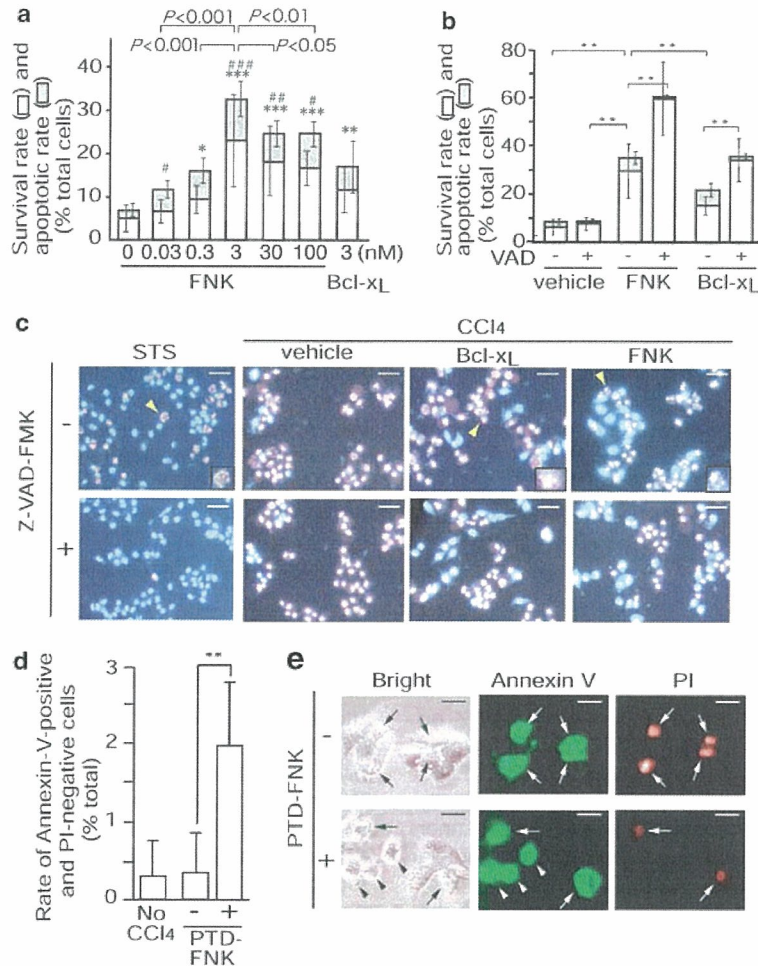 a
P<0.001 P<0.01
P<0.001 P<0.05
Survival rate (□) and
apoptotic rate (□)
(% total cells)
40
30
20
10
0
# * ### *** ## *** # *** **
0 0.03 0.3 3 30 100 3 (nM)
FNK Bcl-xL
b
Survival rate (□) and
apoptotic rate (□)
(% total cells)
80
60
40
20
0
** ** ** ** **
VAD - + - + - +
vehicle FNK Bcl-xL
c
CCl4
STS vehicle Bcl-xL FNK
Z-VAD-FMK
-
+
d
Rate of Annexin-V-positive
and PI-negative cells
(% total)
3
2
1
0
**
No - +
CCl4 PTD-
FNK
e
Bright Annexin V PI
PTD-FNK
-
+